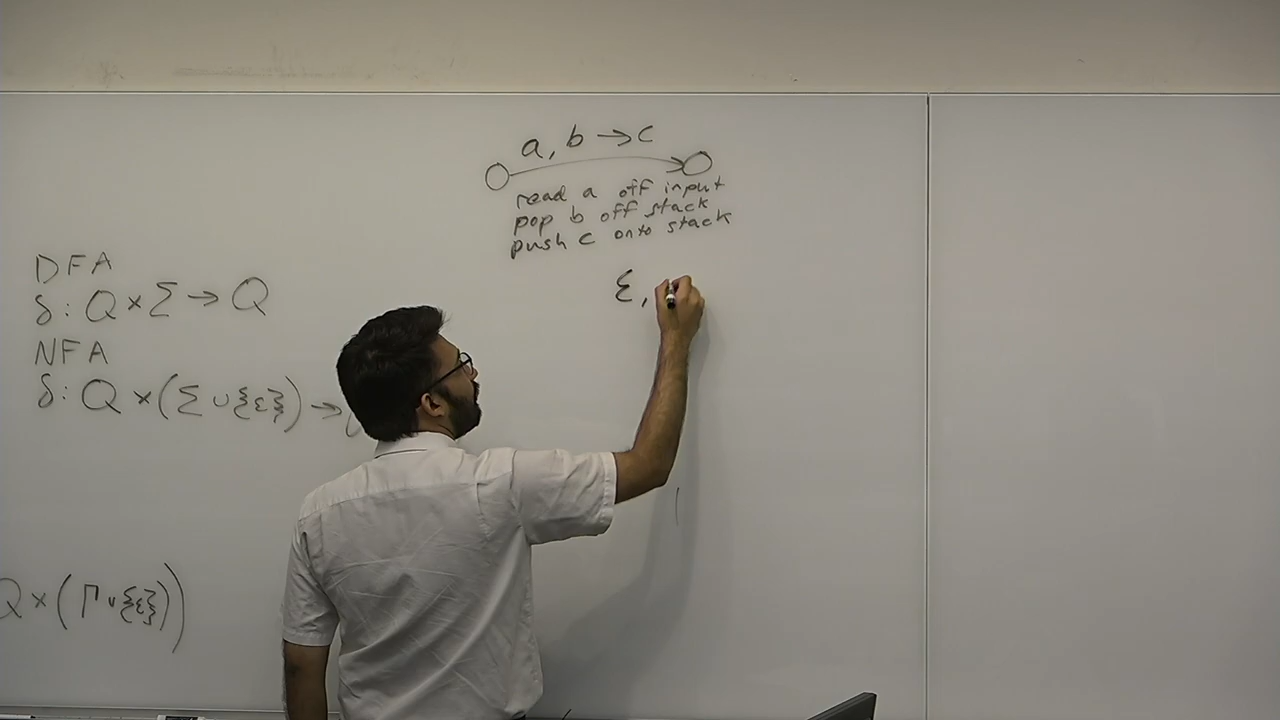 a, b → c
read a off input
pop b off stack
push c onto stack
ε,
DFA
δ: Q × Σ → Q
NFA
δ: Q × (Σ ∪ {ε}) →
Q × (Γ ∪ {ε}))